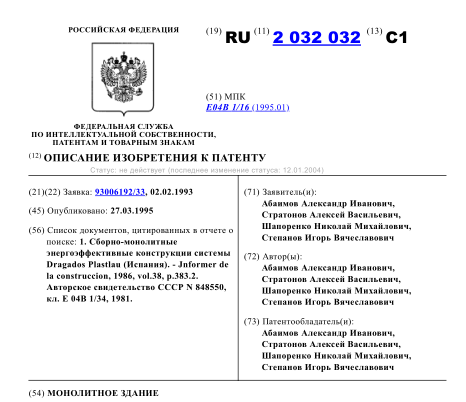 РОССИЙСКАЯ ФЕДЕРАЦИЯ
(19) RU (11) 2 032 032 (13) C1
(51) МПК
E04B 1/16 (1995.01)
ФЕДЕРАЛЬНАЯ СЛУЖБА
ПО ИНТЕЛЛЕКТУАЛЬНОЙ СОБСТВЕННОСТИ,
ПАТЕНТАМ И ТОВАРНЫМ ЗНАКАМ
(12) ОПИСАНИЕ ИЗОБРЕТЕНИЯ К ПАТЕНТУ
Статус: не действует (последнее изменение статуса: 12.01.2004)
(21)(22) Заявка: 93006192/33, 02.02.1993
(45) Опубликовано: 27.03.1995
(56) Список документов, цитированных в отчете о
поиске: 1. Сборно-монолитные
энергоэффективные конструкции системы
Dragados Plastlau (Испания). - Jnformer de
la construccion, 1986, vol.38, p.383.2.
Авторское свидетельство СССР N 848550,
кл. E 04B 1/34, 1981.
(71) Заявитель(и):
Абаимов Александр Иванович,
Стратонов Алексей Васильевич,
Шапоренко Николай Михайлович,
Степанов Игорь Вячеславович
(72) Автор(ы):
Абаимов Александр Иванович,
Стратонов Алексей Васильевич,
Шапоренко Николай Михайлович,
Степанов Игорь Вячеславович
(73) Патентообладатель(и):
Абаимов Александр Иванович,
Стратонов Алексей Васильевич,
Шапоренко Николай Михайлович,
Степанов Игорь Вячеславович
(54) МОНОЛИТНОЕ ЗДАНИЕ